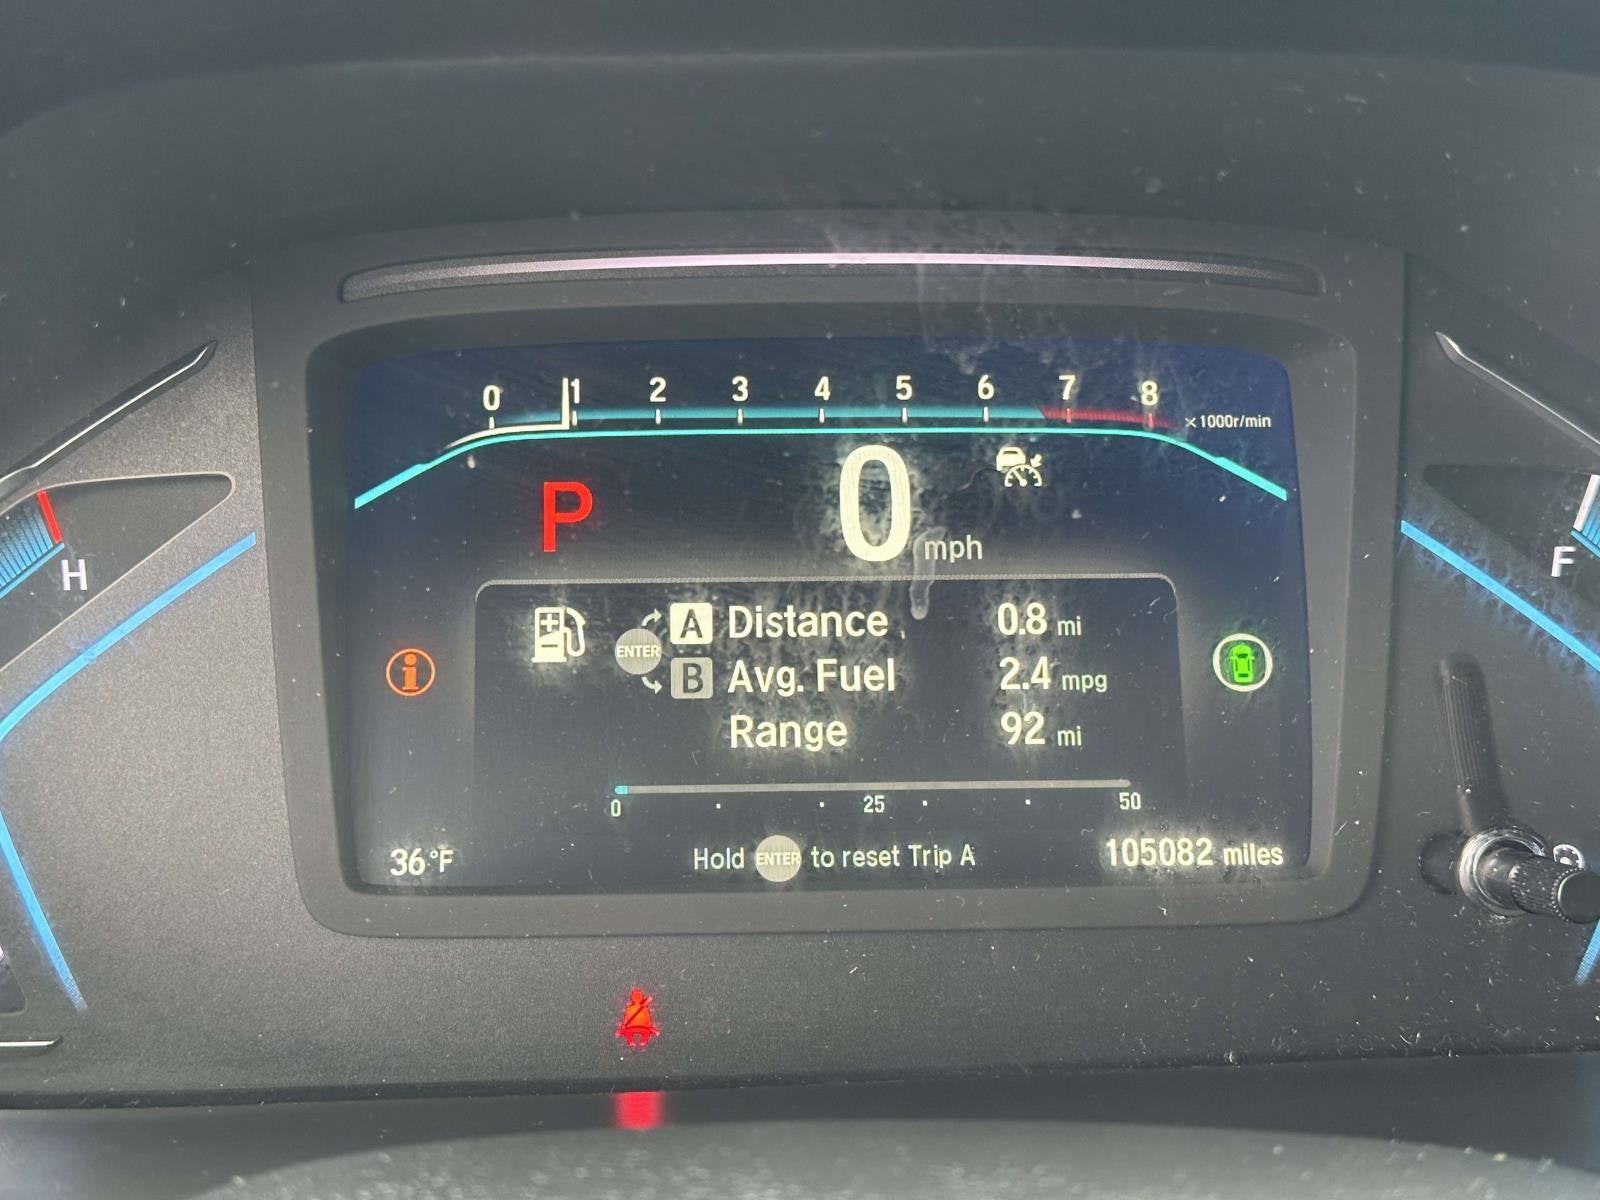 0 1 2 3 4 5 6 7 8 ×1000r/min
P 0 mph
H
F
A Distance 0.8 mi
ENTER
B Avg. Fuel 2.4 mpg
Range 92 mi
0 25 50
36°F Hold ENTER to reset Trip A 105082 miles